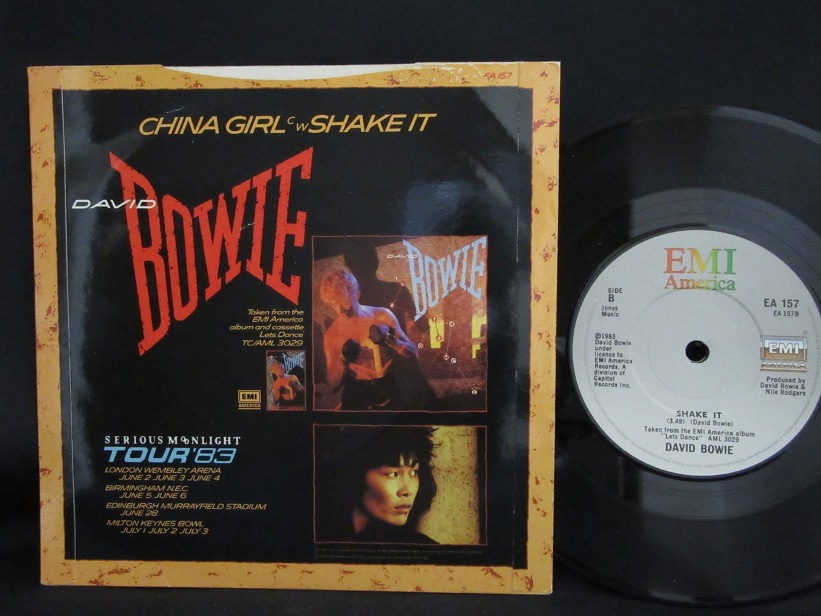 EA 157
CHINA GIRL c/w SHAKE IT
DAVID
BOWIE
Taken from the
EMI America
album and cassette
Lets Dance
TC/AML 3029
EMI
AMERICA
BOWIE
DAVID
BOWIE
SERIOUS MOONLIGHT
TOUR '83
LONDON WEMBLEY ARENA
JUNE 2 JUNE 3 JUNE 4
BIRMINGHAM N.E.C.
JUNE 5 JUNE 6
EDINBURGH MURRAYFIELD STADIUM
JUNE 28
MILTON KEYNES BOWL
JULY 1 JULY 2 JULY 3
EMI
America
SIDE
B
Jones
Music
EA 157
EA 157B
℗1983
David Bowie
under
license to
EMI America
Records, A
division of
Capitol
Records Inc.
EMI
AMERICA
Produced by
David Bowie &
Nile Rodgers
SHAKE IT
(3.49) (David Bowie)
Taken from the EMI America album
"Lets Dance" AML 3029
DAVID BOWIE